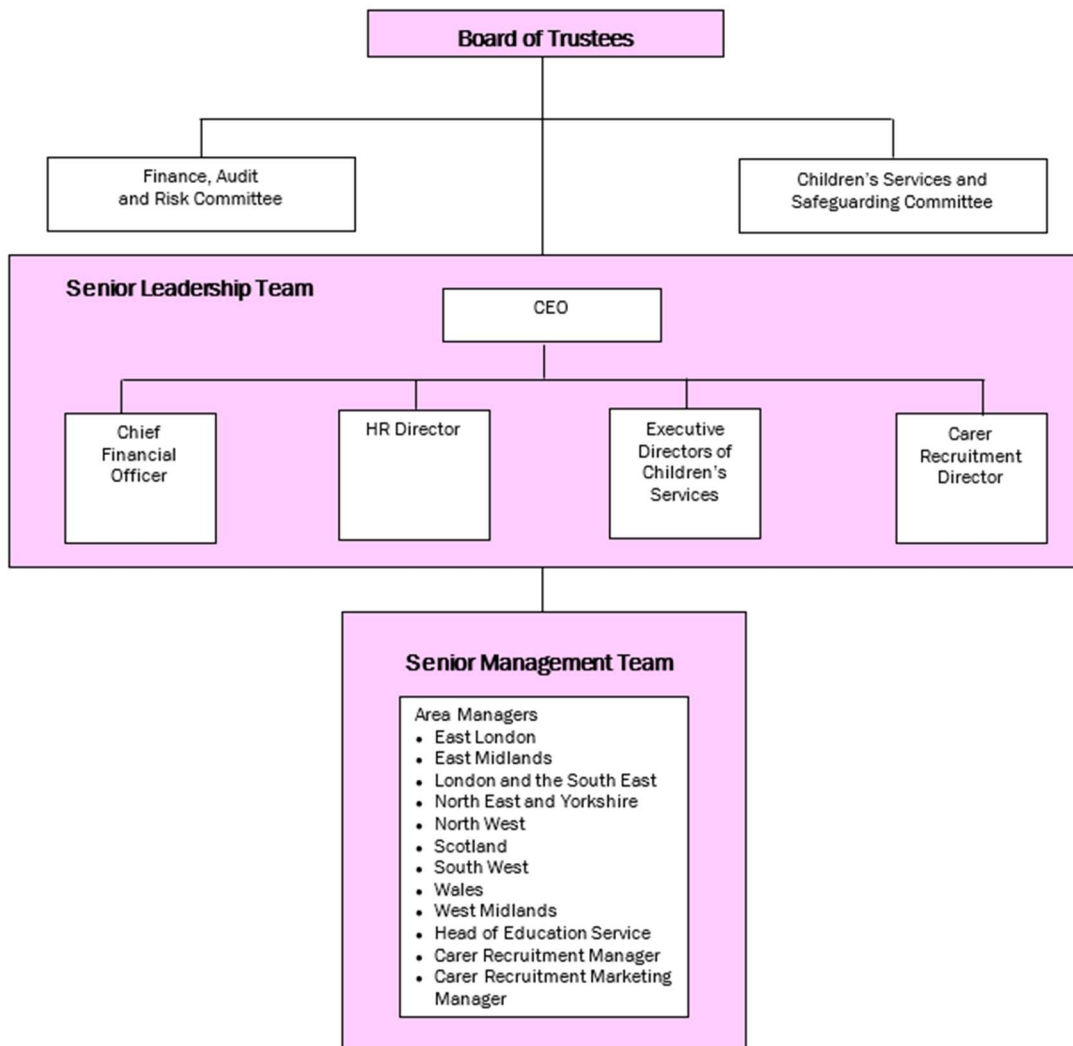 Board of Trustees
Finance, Audit
and Risk Committee
Children's Services and
Safeguarding Committee
Senior Leadership Team
CEO
Chief
Financial
Officer
HR Director
Executive
Directors of
Children's
Services
Carer
Recruitment
Director
Senior Management Team
Area Managers
• East London
• East Midlands
• London and the South East
• North East and Yorkshire
• North West
• Scotland
• South West
• Wales
• West Midlands
• Head of Education Service
• Carer Recruitment Manager
• Carer Recruitment Marketing
Manager